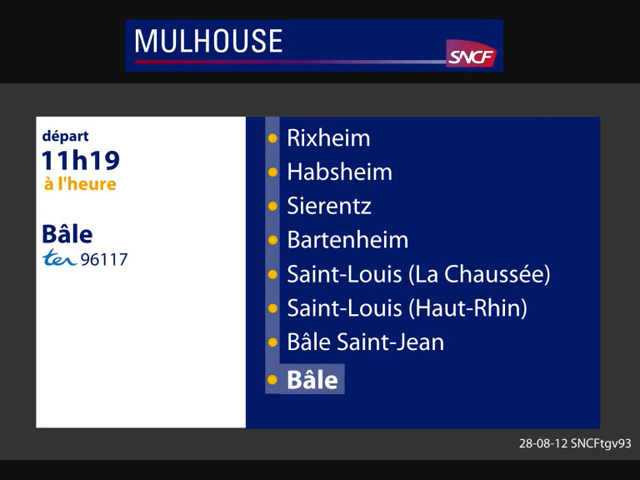 MULHOUSE
SNCF
départ
11h19
à l'heure
Bâle
ter 96117
Rixheim
Habsheim
Sierentz
Bartenheim
Saint-Louis (La Chaussée)
Saint-Louis (Haut-Rhin)
Bâle Saint-Jean
Bâle
28-08-12 SNCFtgv93